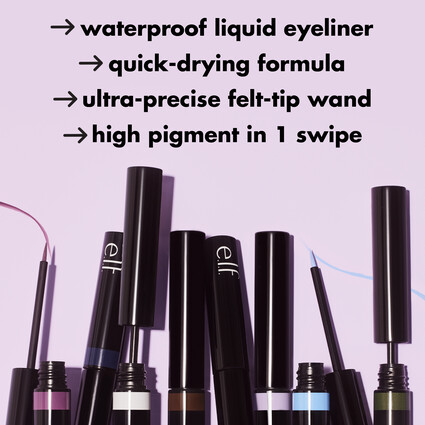 → waterproof liquid eyeliner
→ quick-drying formula
→ ultra-precise felt-tip wand
→ high pigment in 1 swipe
e.l.f.
e.l.f.